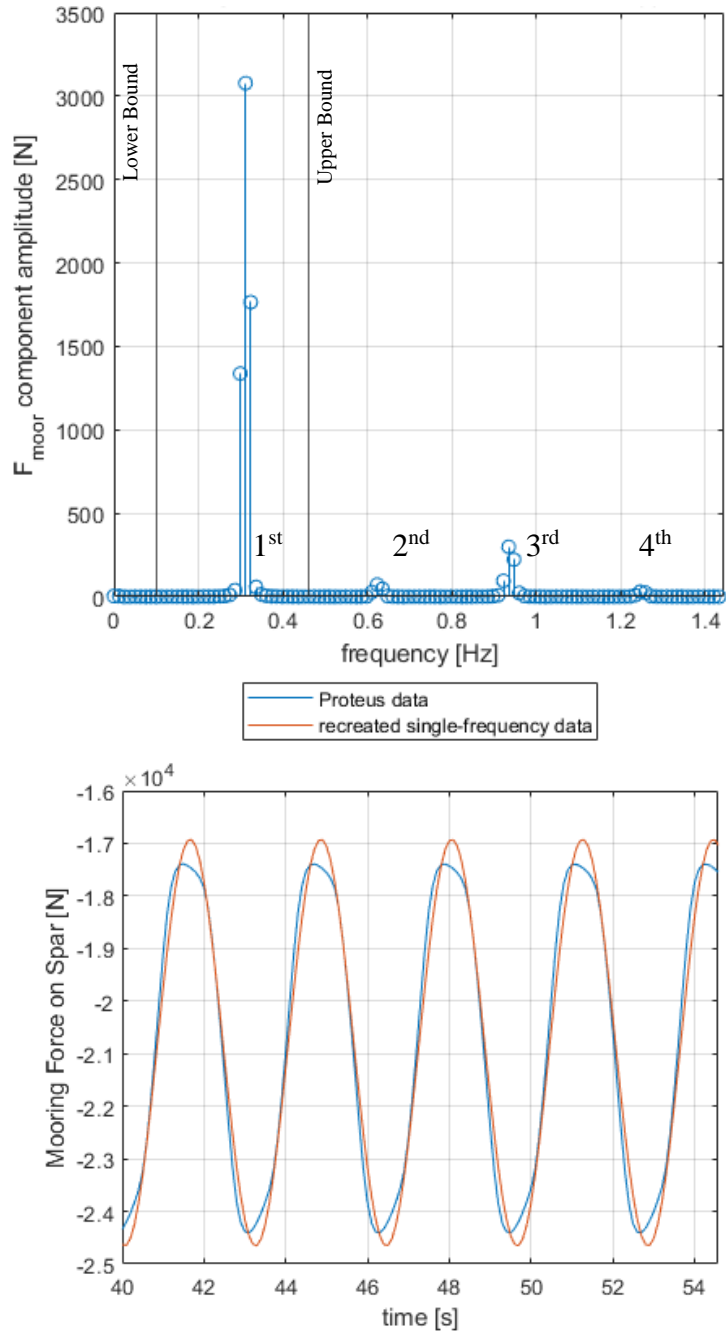 3500
3000
2500
2000
1500
1000
500
0
F_moor component amplitude [N]
Lower Bound
Upper Bound
1st
2nd
3rd
4th
0 0.2 0.4 0.6 0.8 1 1.2 1.4
frequency [Hz]
Proteus data
recreated single-frequency data
×10^4
-1.6
-1.7
-1.8
-1.9
-2
-2.1
-2.2
-2.3
-2.4
-2.5
Mooring Force on Spar [N]
40 42 44 46 48 50 52 54
time [s]